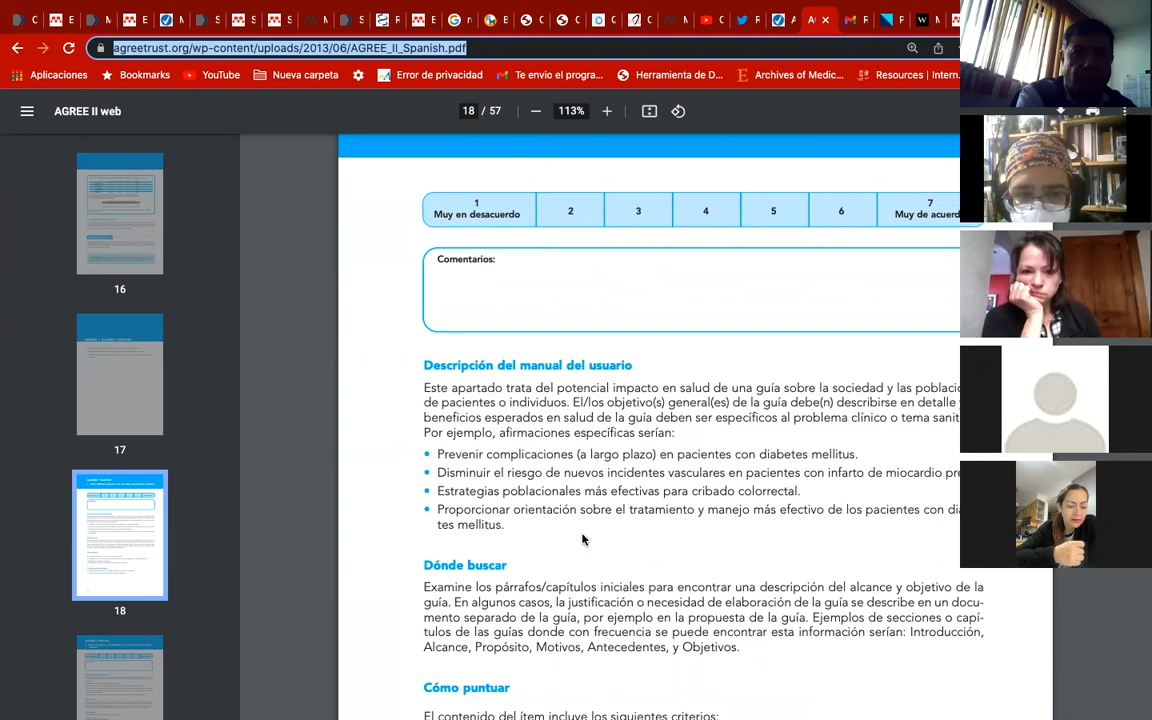 agreetrust.org/wp-content/uploads/2013/06/AGREE_II_Spanish.pdf
Aplicaciones
Bookmarks
YouTube
Nueva carpeta
Error de privacidad
Te envio el progra...
Herramienta de D...
Archives of Medic...
Resources | Intern...
AGREE II web
18 / 57
113%
16
17
18
1
Muy en desacuerdo
2
3
4
5
6
7
Muy de
Comentarios:
Descripción del manual del usuario
Este apartado trata del potencial impacto en salud de una guía sobre la sociedad y las
de pacientes o individuos. El/los objetivo(s) general(es) de la guía debe(n) describirse en detalle
beneficios esperados en salud de la guía deben ser específicos al problema clínico o tema
Por ejemplo, afirmaciones específicas serían:
• Prevenir complicaciones (a largo plazo) en pacientes con diabetes mellitus.
• Disminuir el riesgo de nuevos incidentes vasculares en pacientes con infarto de miocardio
• Estrategias poblacionales más efectivas para cribado colorrectal.
• Proporcionar orientación sobre el tratamiento y manejo más efectivo de los pacientes con
tes mellitus.
Dónde buscar
Examine los párrafos/capítulos iniciales para encontrar una descripción del alcance y objetivo de la
guía. En algunos casos, la justificación o necesidad de elaboración de la guía se describe en un docu-
mento separado de la guía, por ejemplo en la propuesta de la guía. Ejemplos de secciones o capí-
tulos de las guías donde con frecuencia se puede encontrar esta información serían: Introducción,
Alcance, Propósito, Motivos, Antecedentes, y Objetivos.
Cómo puntuar
El contenido del ítem incluye los siguientes criterios: